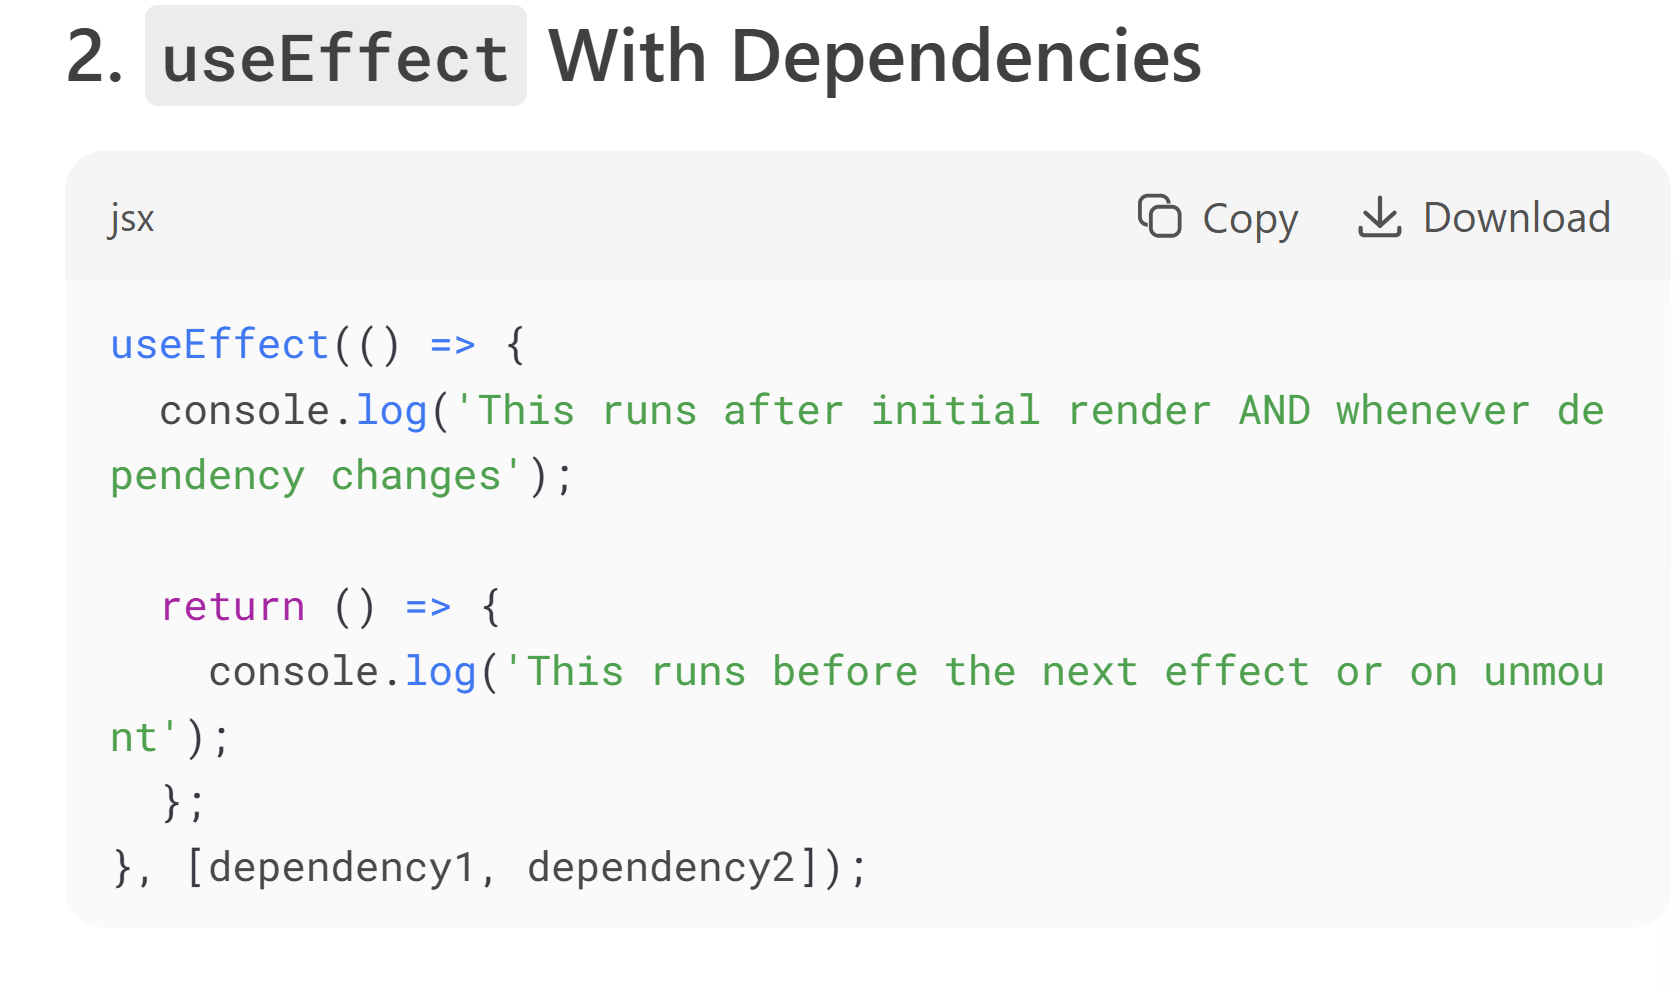 2. useEffect With Dependencies
jsx Copy Download
useEffect(() => {
  console.log('This runs after initial render AND whenever de
pendency changes');

  return () => {
    console.log('This runs before the next effect or on unmou
nt');
  };
}, [dependency1, dependency2]);